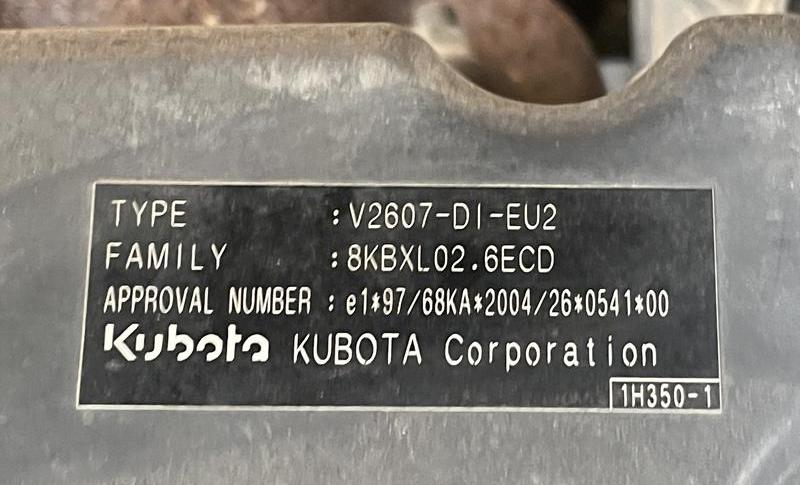 TYPE : V2607-DI-EU2
FAMILY : 8KBXL02.6ECD
APPROVAL NUMBER : e1*97/68KA*2004/26*0541*00
Kubota KUBOTA Corporation
1H350-1